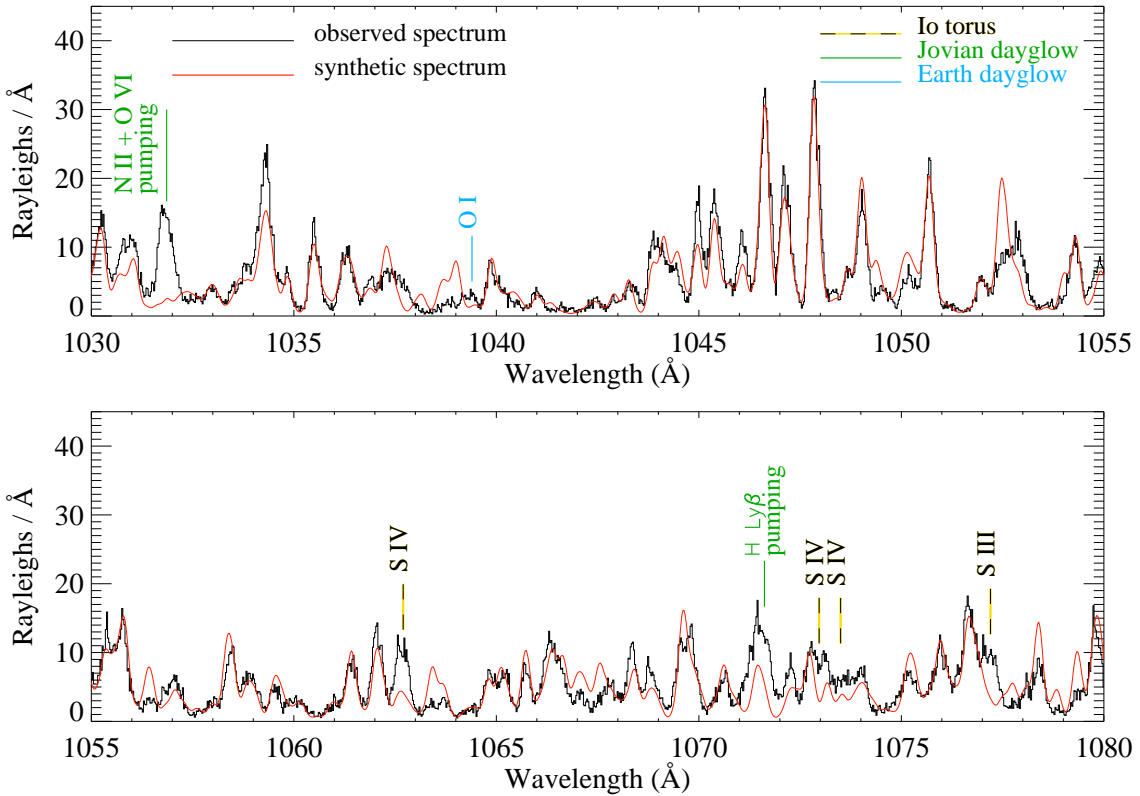 observed spectrum
synthetic spectrum
Io torus
Jovian dayglow
Earth dayglow
N II + O VI
pumping
O I
40
30
20
10
0
Rayleighs / Å
1030
1035
1040
1045
1050
1055
Wavelength (Å)
S IV
H Lyβ
pumping
S IV
S IV
S III
40
30
20
10
0
Rayleighs / Å
1055
1060
1065
1070
1075
1080
Wavelength (Å)